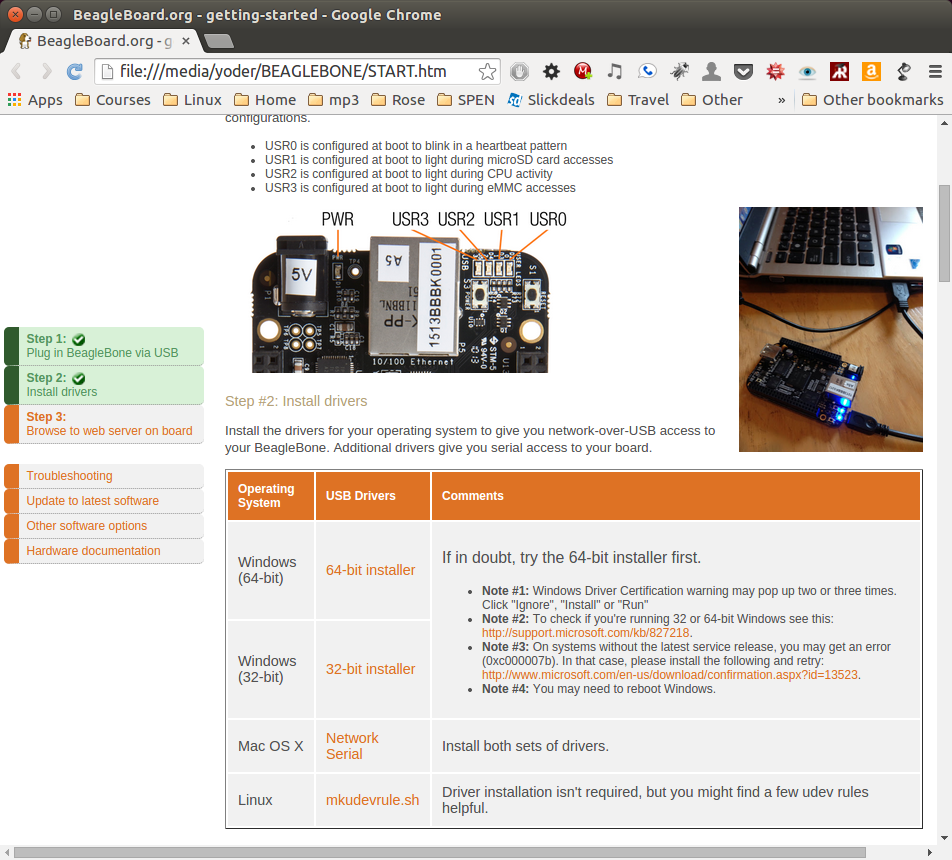 BeagleBoard.org - getting-started - Google Chrome
BeagleBoard.org - g
file:///media/yoder/BEAGLEBONE/START.htm
Apps Courses Linux Home mp3 Rose SPEN Slickdeals Travel Other » Other bookmarks
configurations.
USR0 is configured at boot to blink in a heartbeat pattern
USR1 is configured at boot to light during microSD card accesses
USR2 is configured at boot to light during CPU activity
USR3 is configured at boot to light during eMMC accesses
PWR USR3 USR2 USR1 USR0
5V
A5
1513BBBK0001
10/100 Ethernet
P5
S1
S3
RESET
TP4
Step 1:
Plug in BeagleBone via USB
Step 2:
Install drivers
Step 3:
Browse to web server on board
Troubleshooting
Update to latest software
Other software options
Hardware documentation
Step #2: Install drivers
Install the drivers for your operating system to give you network-over-USB access to
your BeagleBone. Additional drivers give you serial access to your board.
Operating
System
USB Drivers
Comments
Windows
(64-bit)
64-bit installer
If in doubt, try the 64-bit installer first.
Note #1: Windows Driver Certification warning may pop up two or three times.
Click "Ignore", "Install" or "Run"
Note #2: To check if you're running 32 or 64-bit Windows see this:
http://support.microsoft.com/kb/827218.
Note #3: On systems without the latest service release, you may get an error
(0xc000007b). In that case, please install the following and retry:
http://www.microsoft.com/en-us/download/confirmation.aspx?id=13523.
Note #4: You may need to reboot Windows.
Windows
(32-bit)
32-bit installer
Mac OS X
Network
Serial
Install both sets of drivers.
Linux
mkudevrule.sh
Driver installation isn't required, but you might find a few udev rules
helpful.